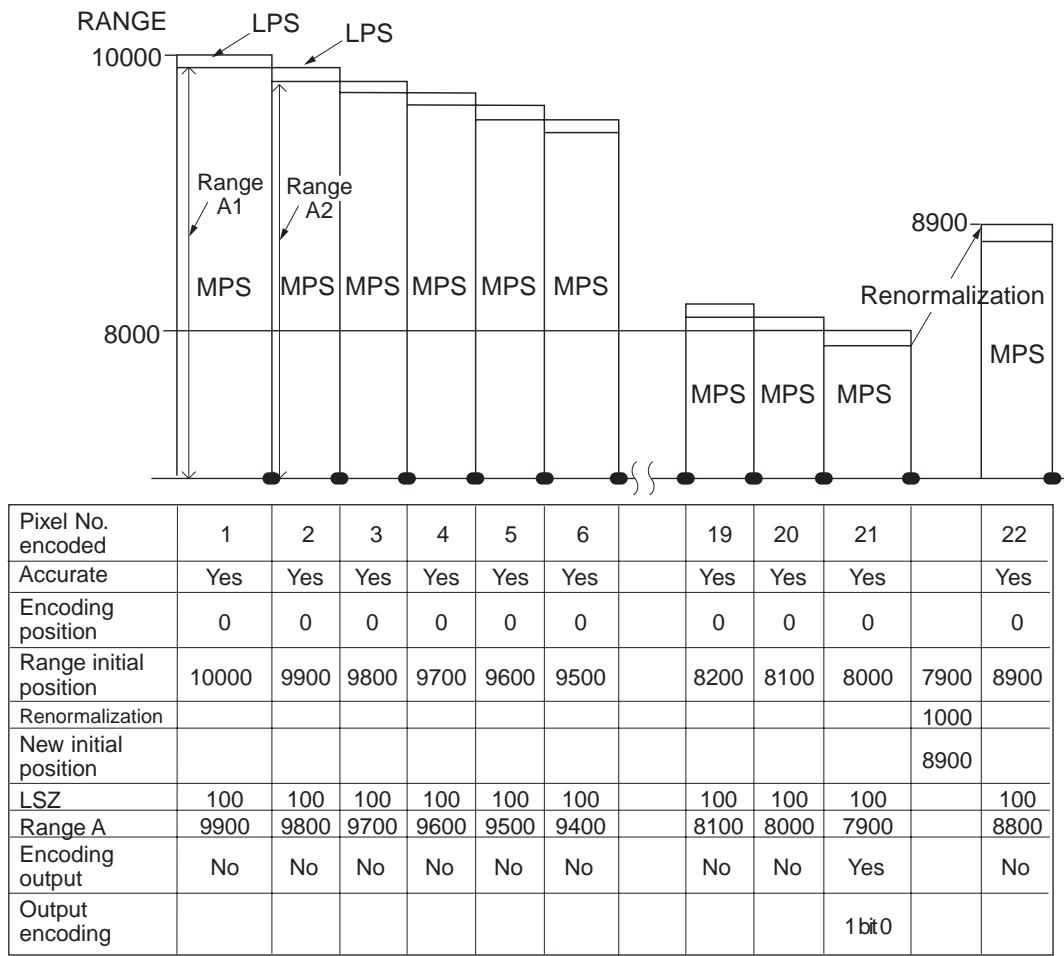 RANGE
LPS
LPS
10000
Range A1
Range A2
8900
MPS MPS MPS MPS MPS MPS
Renormalization
8000
MPS
MPS MPS MPS
Pixel No. encoded 1 2 3 4 5 6 19 20 21 22
Accurate Yes Yes Yes Yes Yes Yes Yes Yes Yes Yes
Encoding position 0 0 0 0 0 0 0 0 0 0
Range initial position 10000 9900 9800 9700 9600 9500 8200 8100 8000 7900 8900
Renormalization 1000
New initial position 8900
LSZ 100 100 100 100 100 100 100 100 100 100
Range A 9900 9800 9700 9600 9500 9400 8100 8000 7900 8800
Encoding output No No No No No No No No Yes No
Output encoding 1 bit 0